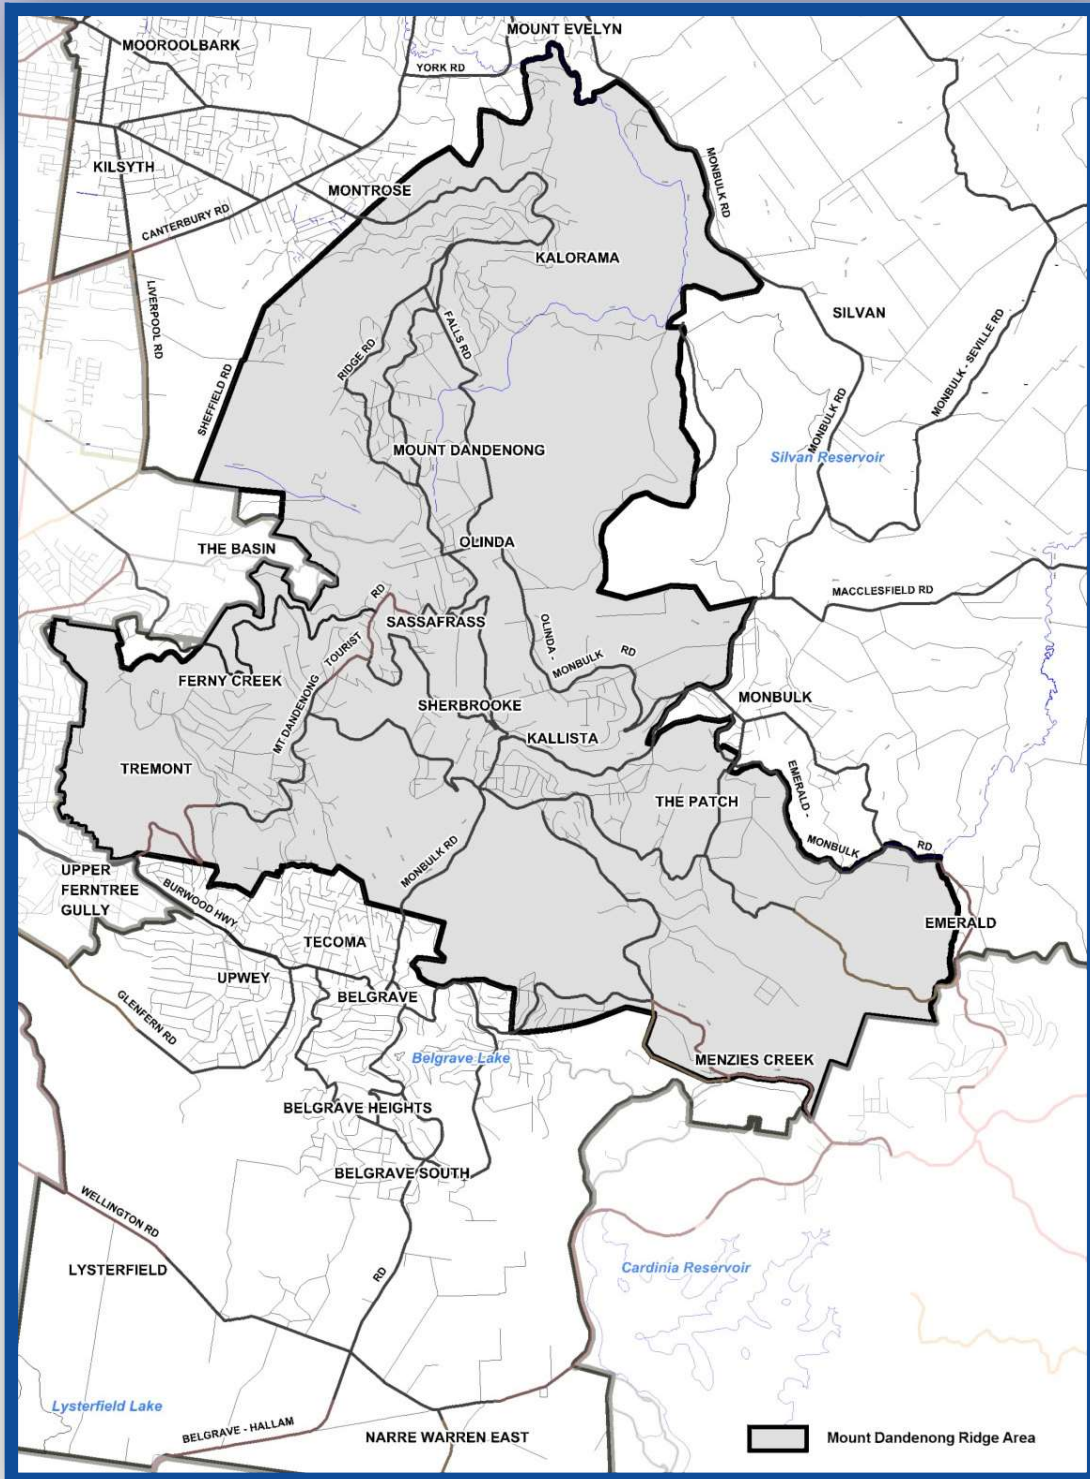 MOUNT EVELYN
MOOROOLBARK
YORK RD
KILSYTH
MONBULK RD
MONTROSE
CANTERBURY RD
KALORAMA
LIVERPOOL RD
SILVAN
FALLS RD
RIDGE RD
MONBULK - SEVILLE RD
SHEFFIELD RD
MONBULK RD
MOUNT DANDENONG
Silvan Reservoir
OLINDA
THE BASIN
RD
MACCLESFIELD RD
SASSAFRASS
OLINDA -
MONBULK RD
TOURIST
FERNY CREEK
MT DANDENONG
SHERBROOKE
MONBULK
KALLISTA
TREMONT
EMERALD -
THE PATCH
MONBULK RD
MONBULK RD
UPPER
FERNTREE
GULLY
BURWOOD HWY
EMERALD
TECOMA
UPWEY
BELGRAVE
GLENFERN RD
Belgrave Lake
MENZIES CREEK
BELGRAVE HEIGHTS
BELGRAVE SOUTH
WELLINGTON RD
LYSTERFIELD
RD
Cardinia Reservoir
Lysterfield Lake
BELGRAVE - HALLAM
NARRE WARREN EAST
Mount Dandenong Ridge Area